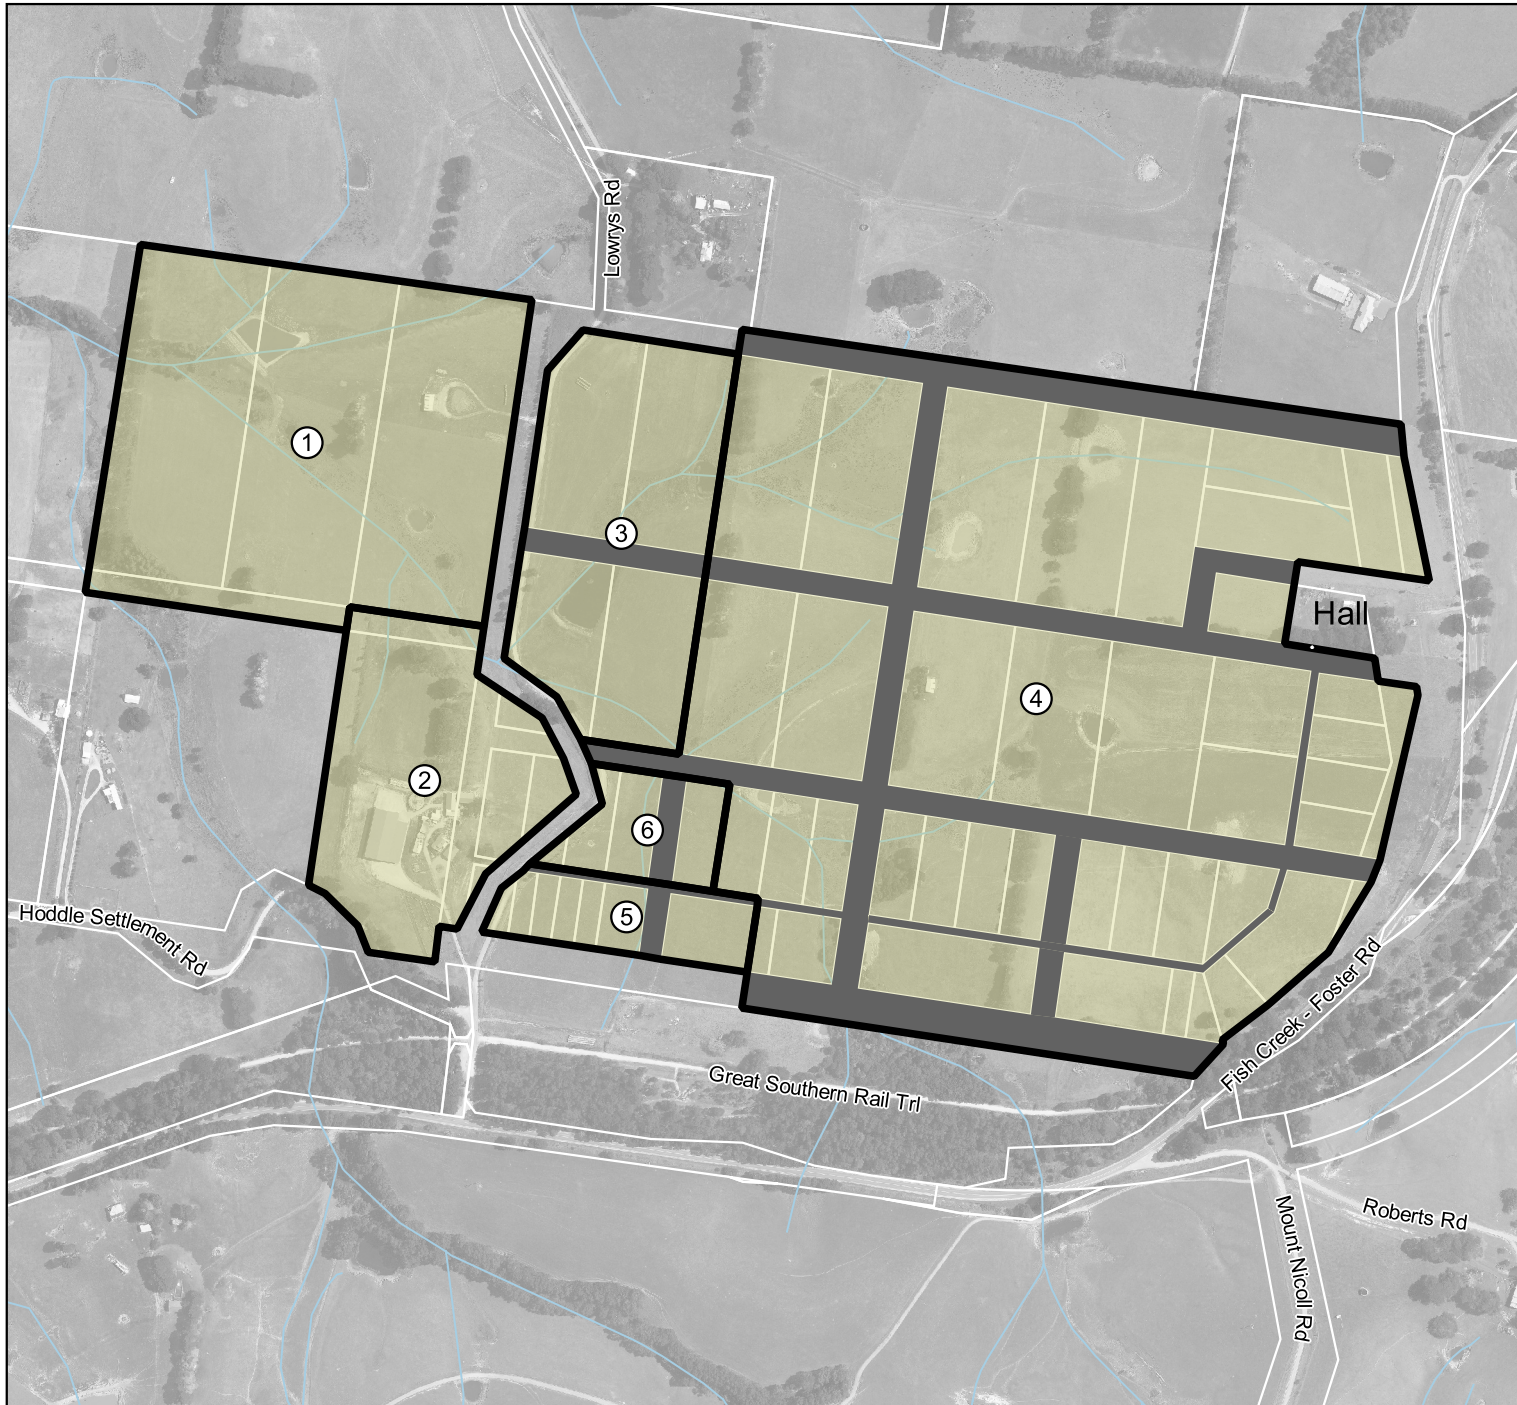 Lowrys Rd
1
3
Hall
4
2
6
5
Hoddle Settlement Rd
Fish Creek - Foster Rd
Great Southern Rail Trl
Roberts Rd
Mount Nicoll Rd